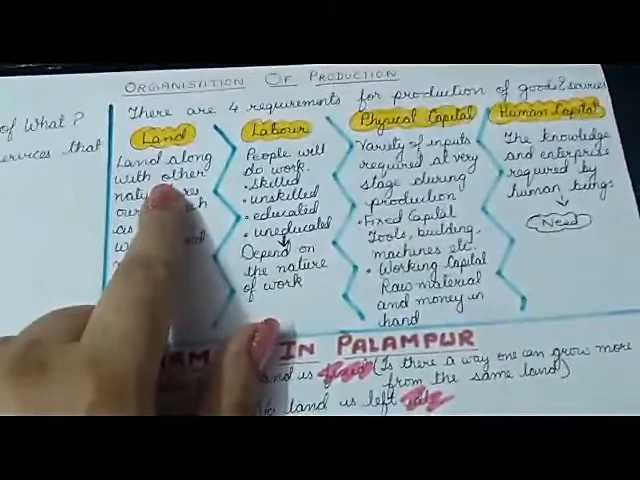 ORGANISATION OF PRODUCTION
of What?
services that
There are 4 requirements for production of goods & services
Land
Land along
with other
Labour
People will
do work.
• skilled
• unskilled
• educated
• uneducated
Depend on
the nature
of work
Physical Capital
Variety of inputs
required at very
stage during
production
• Fixed Capital
Tools, building,
machines etc.
• Working Capital
Raw material
and money in
hand
Human Capital
The knowledge
and enterprise
required by
human beings
Need
IN PALAMPUR
land is (Is there a way one can grow more
from the same land)
land is left